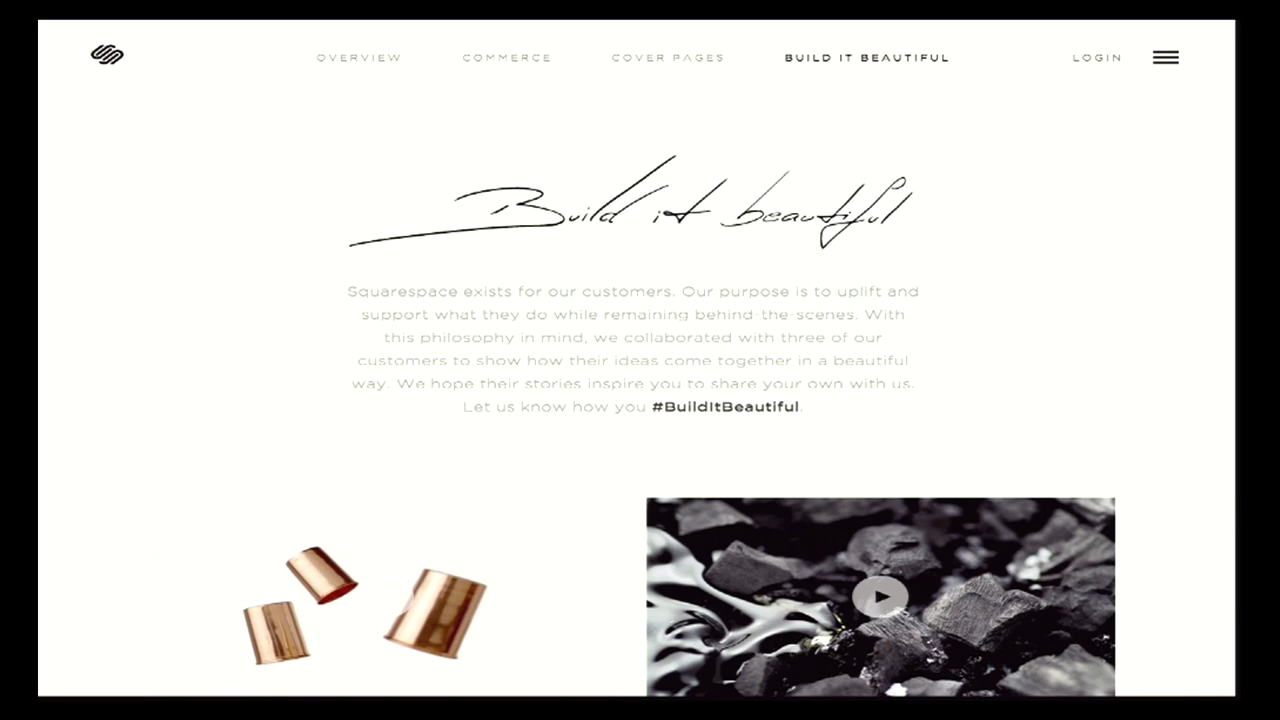 OVERVIEW COMMERCE COVER PAGES BUILD IT BEAUTIFUL LOGIN
Build it beautiful
Squarespace exists for our customers. Our purpose is to uplift and
support what they do while remaining behind-the-scenes. With
this philosophy in mind, we collaborated with three of our
customers to show how their ideas come together in a beautiful
way. We hope their stories inspire you to share your own with us.
Let us know how you #BuildItBeautiful.